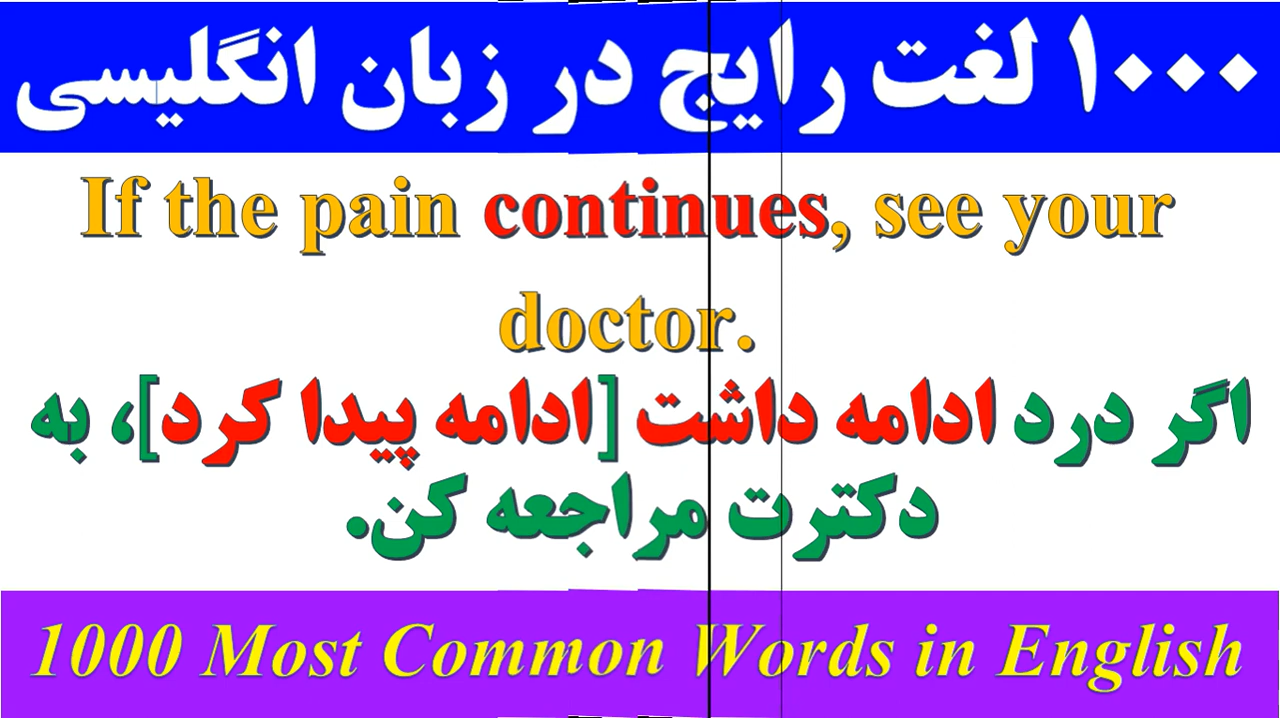 ۱۰۰۰ لغت رایج در زبان انگلیسی
If the pain continues, see your
doctor.
اگر درد ادامه داشت [ادامه پیدا کرد]، به
دکترت مراجعه کن.
1000 Most Common Words in English